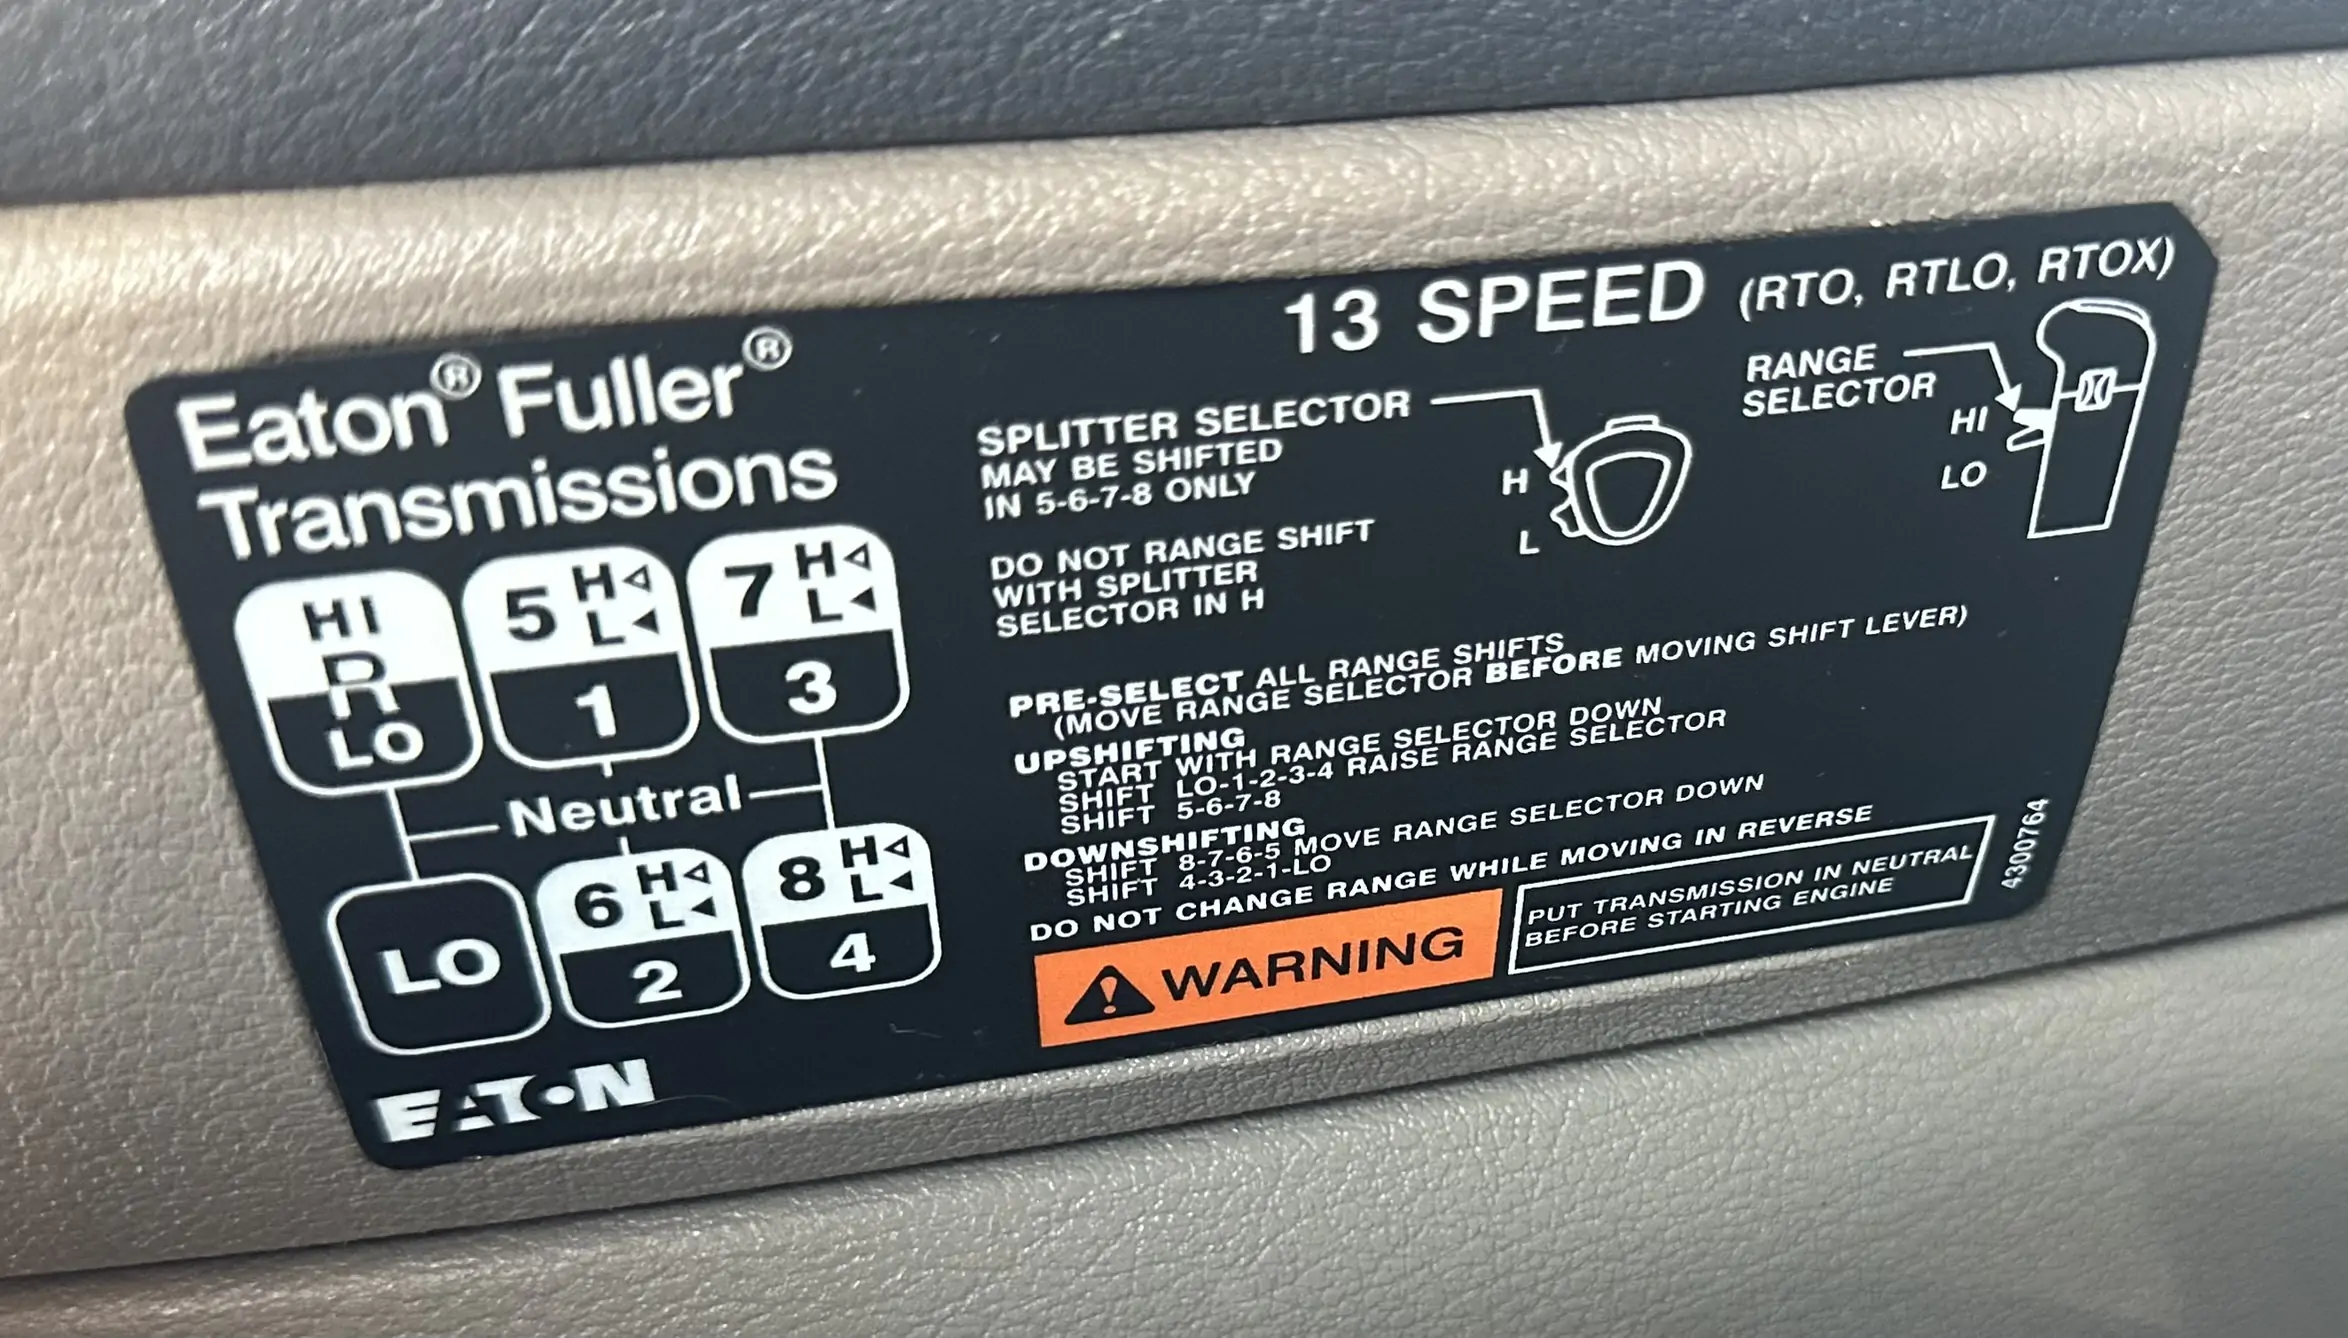 Eaton® Fuller®
Transmissions
HI
R
LO
5 H L
1
7 H L
3
Neutral
LO
6 H L
2
8 H L
4
EATON
13 SPEED (RTO, RTLO, RTOX)
SPLITTER SELECTOR
MAY BE SHIFTED
IN 5-6-7-8 ONLY
H
L
RANGE
SELECTOR
HI
LO
DO NOT RANGE SHIFT
WITH SPLITTER
SELECTOR IN H
PRE-SELECT ALL RANGE SHIFTS
(MOVE RANGE SELECTOR BEFORE MOVING SHIFT LEVER)
UPSHIFTING
START WITH RANGE SELECTOR DOWN
SHIFT LO-1-2-3-4 RAISE RANGE SELECTOR
SHIFT 5-6-7-8
DOWNSHIFTING
SHIFT 8-7-6-5 MOVE RANGE SELECTOR DOWN
SHIFT 4-3-2-1-LO
DO NOT CHANGE RANGE WHILE MOVING IN REVERSE
WARNING
PUT TRANSMISSION IN NEUTRAL
BEFORE STARTING ENGINE
4300764